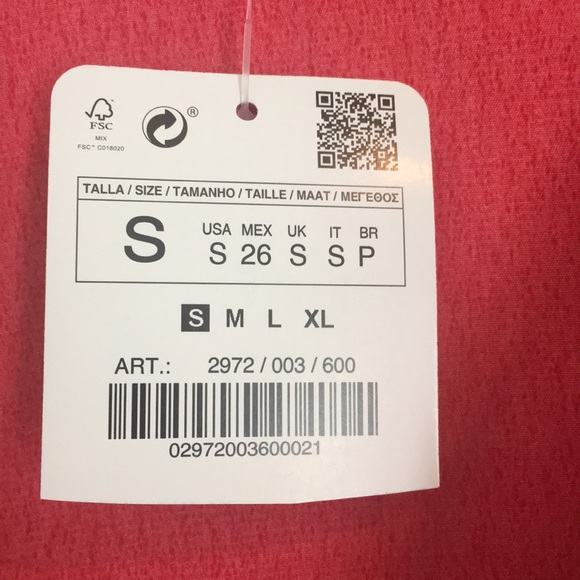 FSC
MIX
FSC™ C018020
®
TALLA / SIZE / TAMANHO / TAILLE / MAAT / ΜΕΓΕΘΟΣ
S
USA MEX UK IT BR
S 26 S S P
S M L XL
ART.: 2972 / 003 / 600
02972003600021